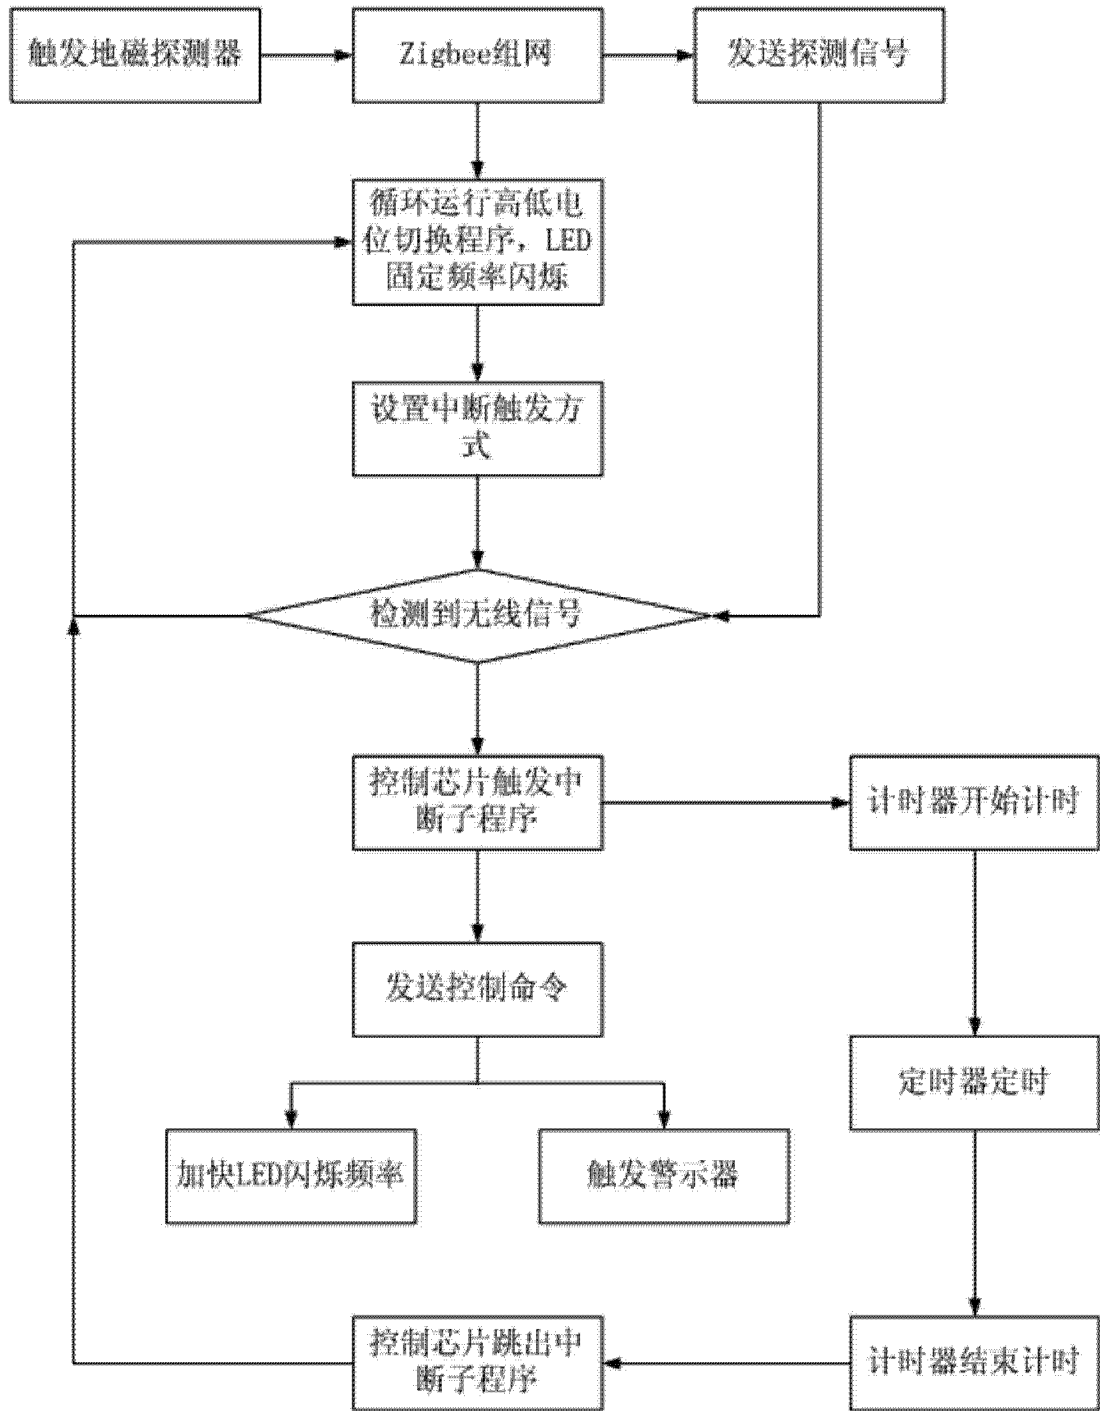 触发地磁探测器
Zigbee组网
发送探测信号
循环运行高低电
位切换程序，LED
固定频率闪烁
设置中断触发方
式
检测到无线信号
控制芯片触发中
断子程序
计时器开始计时
发送控制命令
定时器定时
加快LED闪烁频率
触发警示器
控制芯片跳出中
断子程序
计时器结束计时